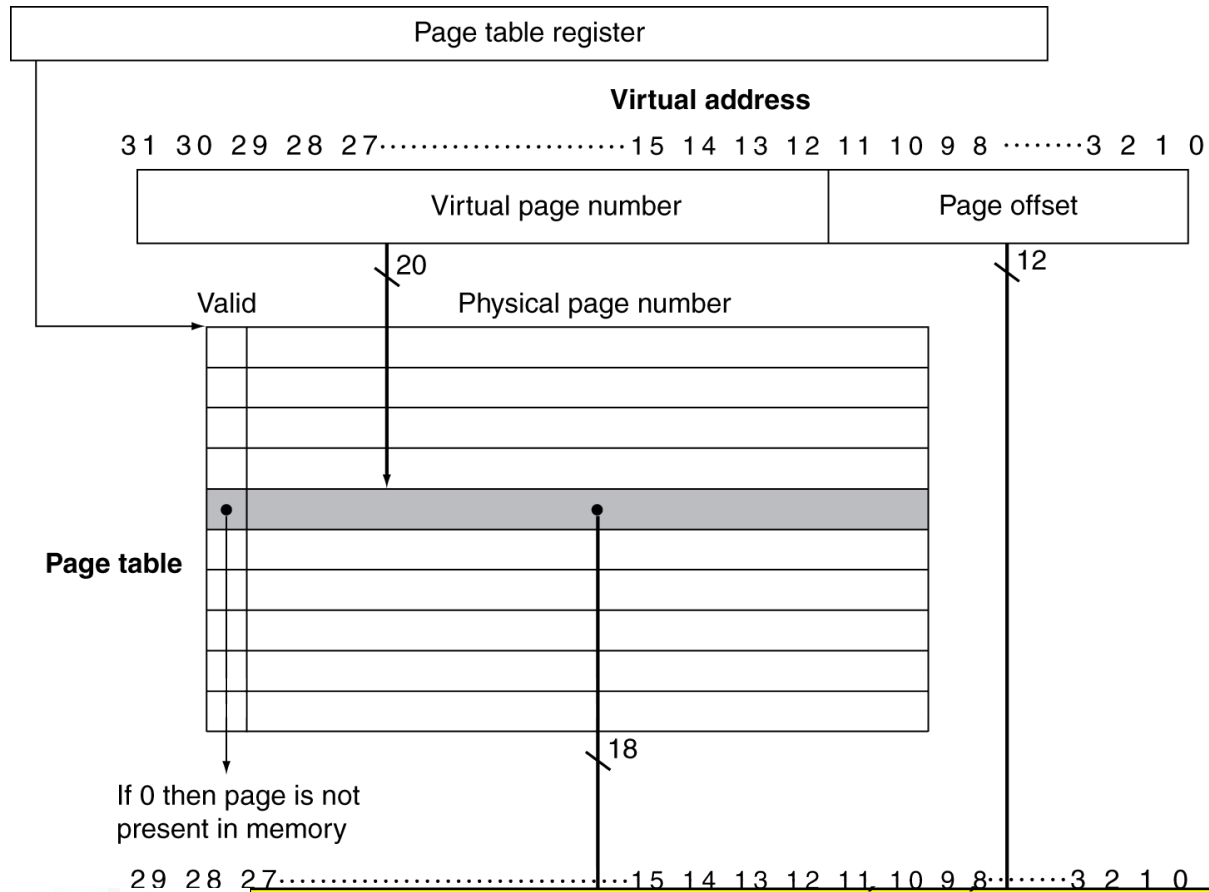 Page table register
Virtual address
31 30 29 28 27························15 14 13 12 11 10 9 8 ········3 2 1 0
Virtual page number Page offset
20 12
Valid Physical page number
Page table
18
If 0 then page is not
present in memory
29 28 27···································15 14 13 12 11 10 9 8········3 2 1 0